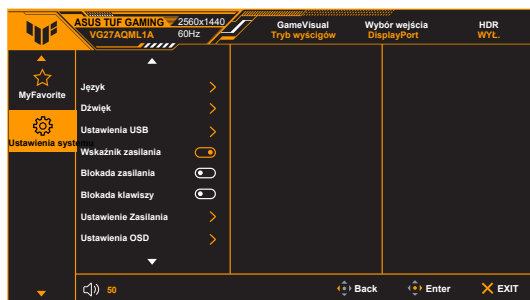 ASUS TUF GAMING 2560x1440
VG27AQML1A 60Hz
GameVisual
Tryb wyścigów
Wybór wejścia
DisplayPort
HDR
WYŁ.
MyFavorite
Ustawienia systemu
Język
Dźwięk
Ustawienia USB
Wskaźnik zasilania
Blokada zasilania
Blokada klawiszy
Ustawienie Zasilania
Ustawienia OSD
50
Back
Enter
EXIT